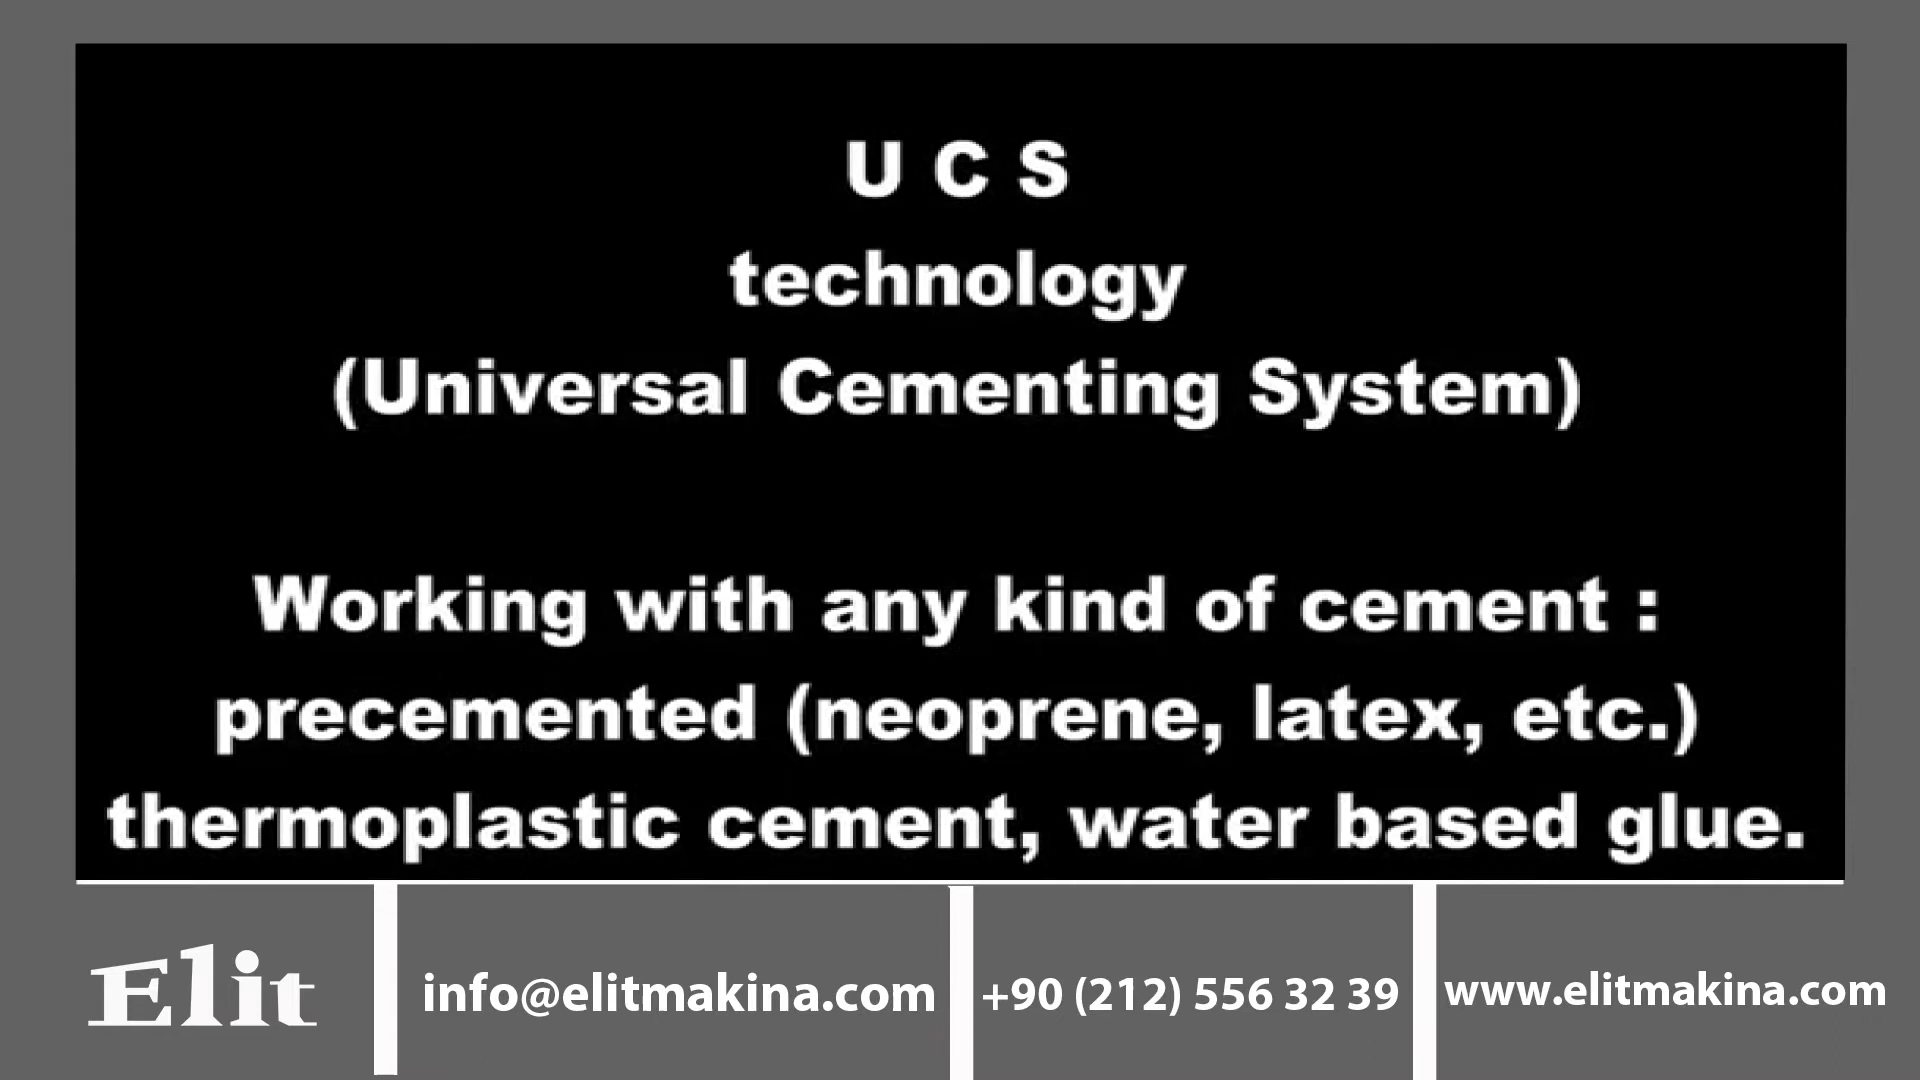 U C S
technology
(Universal Cementing System)
Working with any kind of cement :
precemented (neoprene, latex, etc.)
thermoplastic cement, water based glue.
Elit
info@elitmakina.com
+90 (212) 556 32 39
www.elitmakina.com